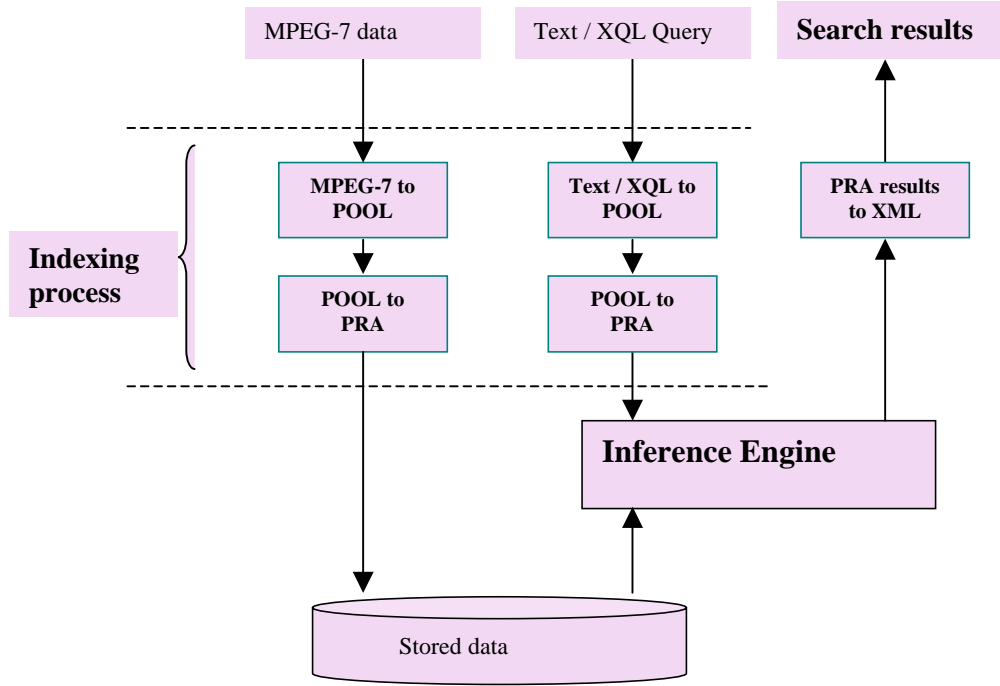 MPEG-7 data
Text / XQL Query
Search results
MPEG-7 to
POOL
Text / XQL to
POOL
PRA results
to XML
Indexing
process
POOL to
PRA
POOL to
PRA
Inference Engine
Stored data